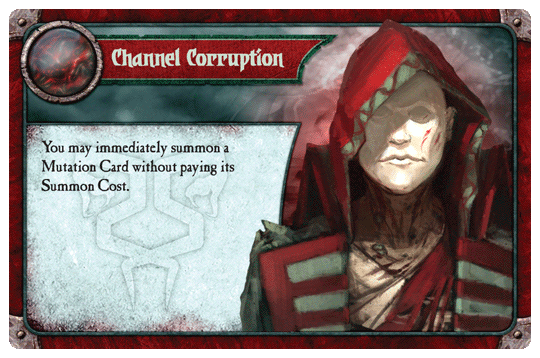 Channel Corruption
You may immediately summon a
Mutation Card without paying its
Summon Cost.